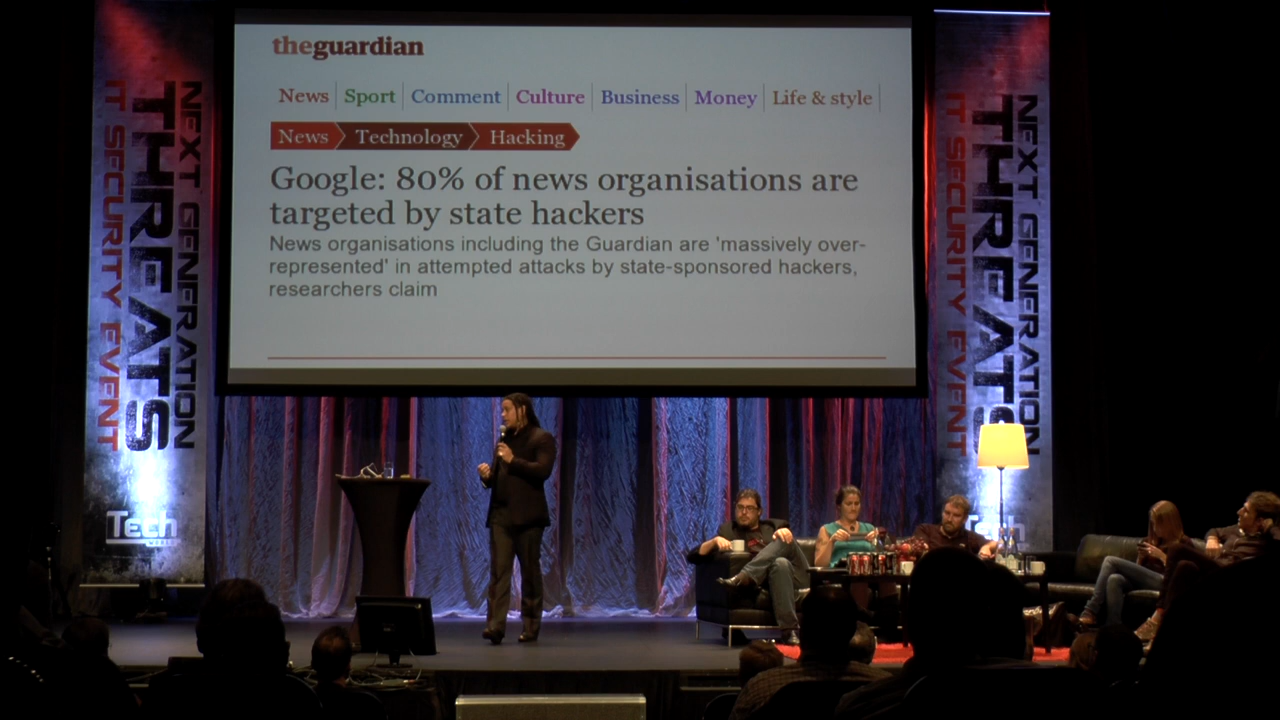 theguardian
News Sport Comment Culture Business Money Life & style
News Technology Hacking
Google: 80% of news organisations are
targeted by state hackers
News organisations including the Guardian are 'massively over-
represented' in attempted attacks by state-sponsored hackers,
researchers claim
NEXT GENERATION
THREATS
IT SECURITY EVENT
Tech
WORLD
NEXT GENERATION
THREATS
IT SECURITY EVENT
Tech